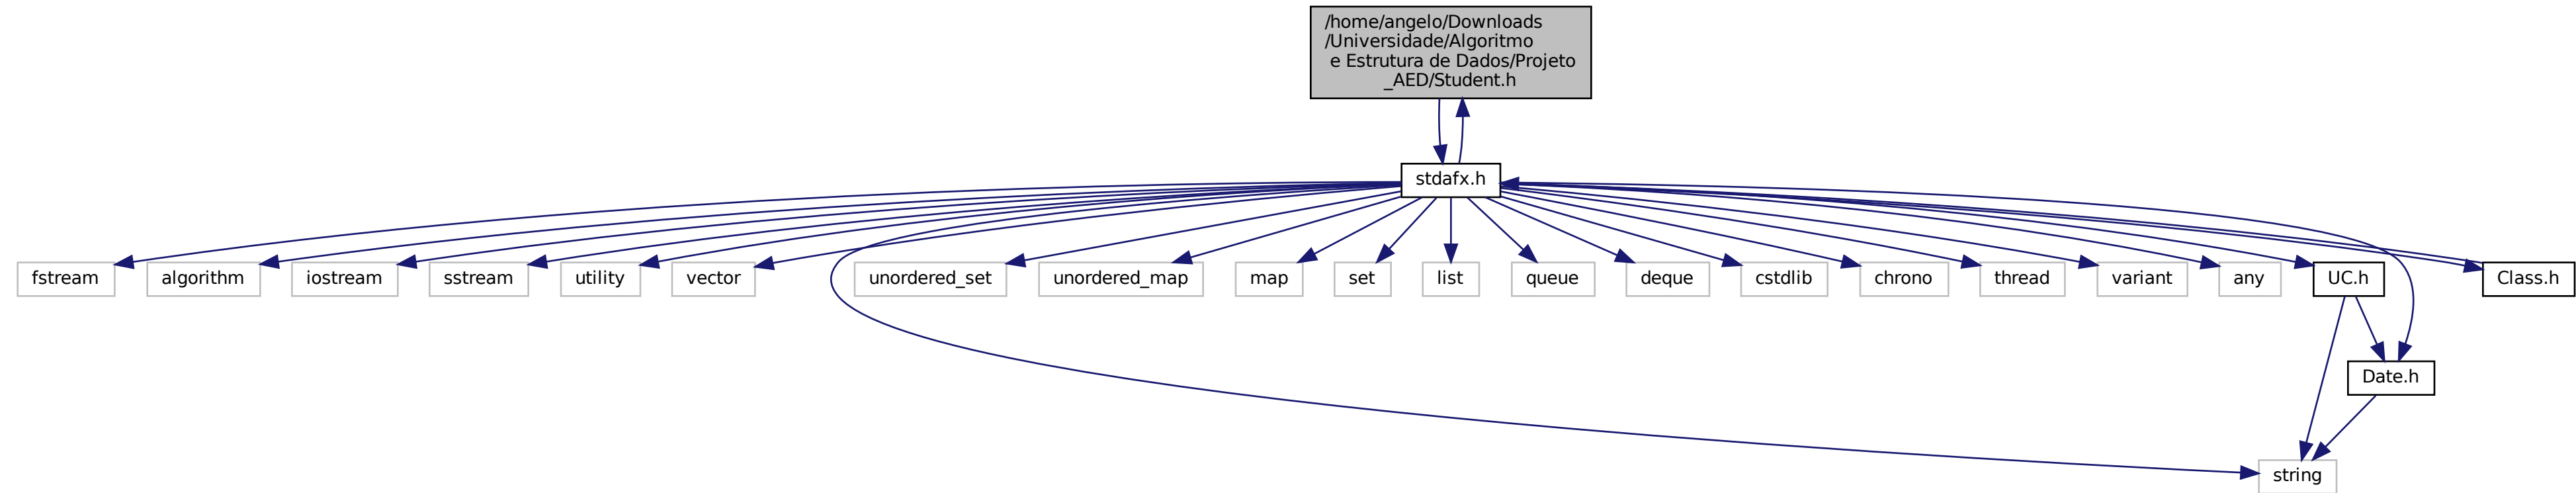 /home/angelo/Downloads
/Universidade/Algoritmo
e Estrutura de Dados/Projeto
_AED/Student.h
stdafx.h
fstream
algorithm
iostream
sstream
utility
vector
unordered_set
unordered_map
map
set
list
queue
deque
cstdlib
chrono
thread
variant
any
UC.h
Class.h
Date.h
string